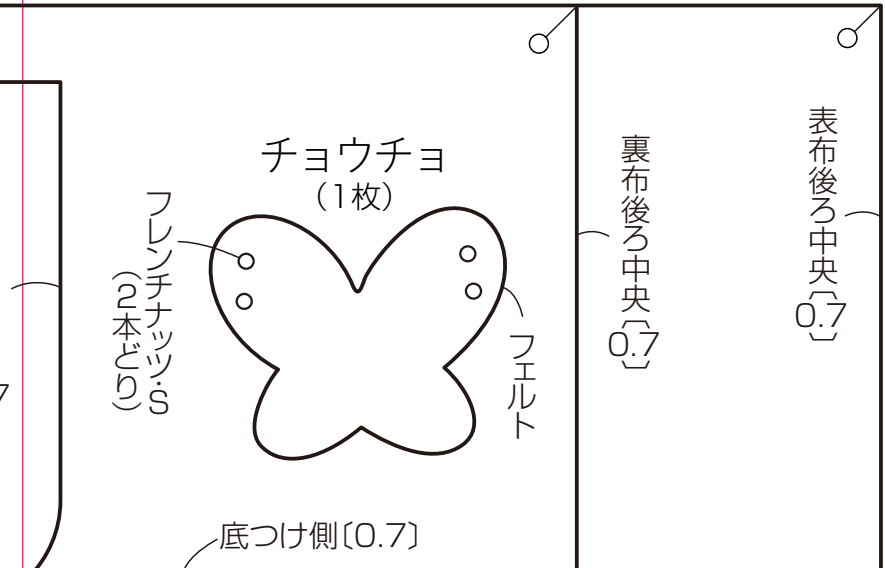 チョウチョ
（1枚）
フレンチナッツ・S
（2本どり）
フェルト
裏布後ろ中央〔0.7〕
表布後ろ中央〔0.7〕
底つけ側〔0.7〕